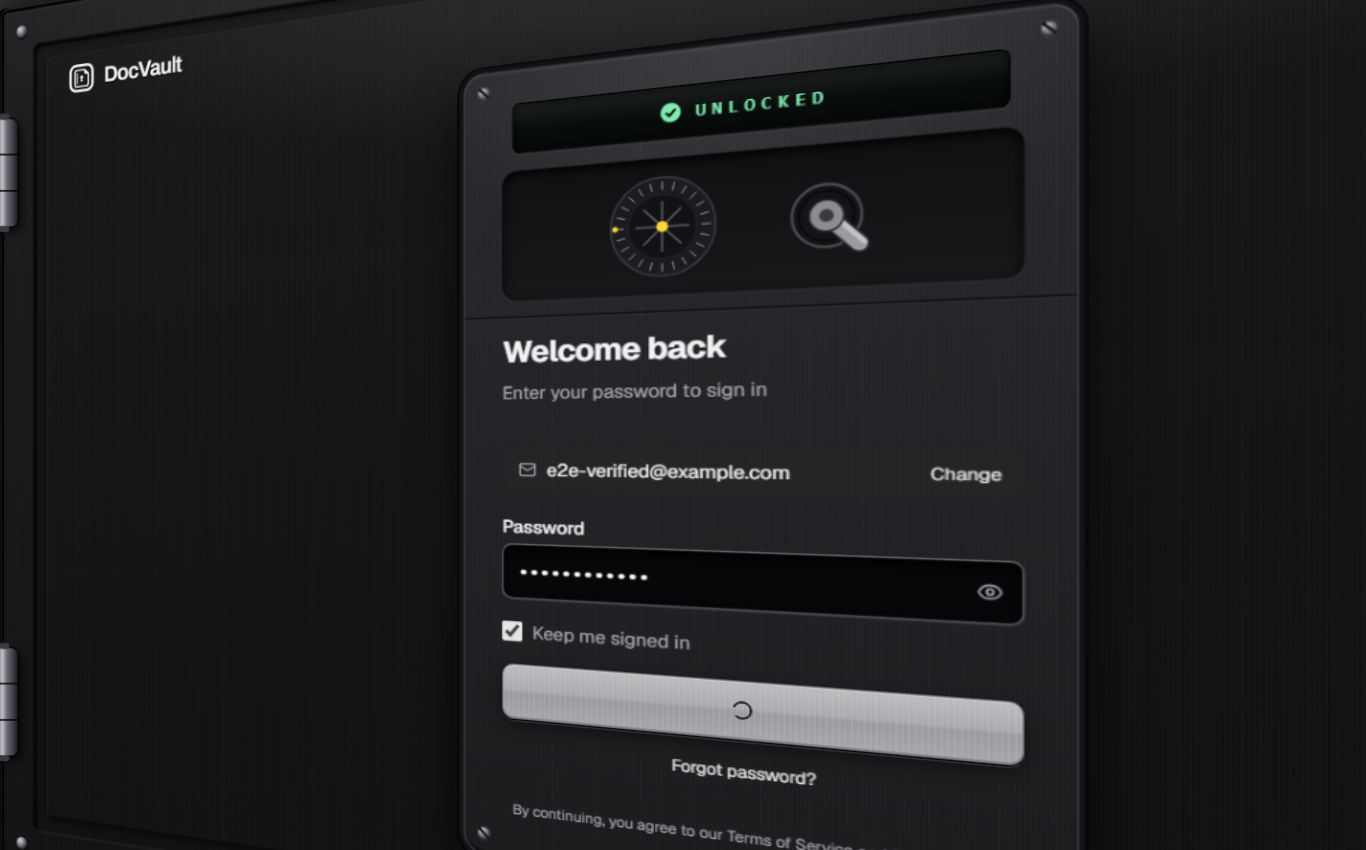 DocVault
UNLOCKED
Welcome back
Enter your password to sign in
e2e-verified@example.com
Change
Password
Keep me signed in
Forgot password?
By continuing, you agree to our Terms of Service